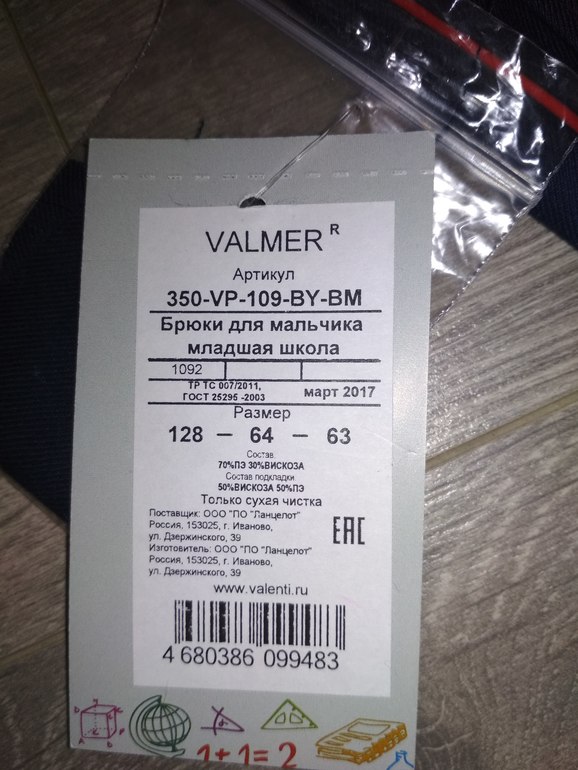 VALMER R
Артикул
350-VP-109-BY-BM
Брюки для мальчика
младшая школа
1092
ТР ТС 007/2011,
ГОСТ 25295 -2003
март 2017
Размер
128 — 64 — 63
Состав
70%ПЭ 30%ВИСКОЗА
Состав подкладки
50%ВИСКОЗА 50%ПЭ
Только сухая чистка
Поставщик: ООО "ПО "Ланцелот"
Россия, 153025, г. Иваново,
ул. Дзержинского, 39
Изготовитель: ООО "ПО "Ланцелот"
Россия, 153025, г. Иваново,
ул. Дзержинского, 39
EAC
www.valenti.ru
4 680386 099483
1+1=2